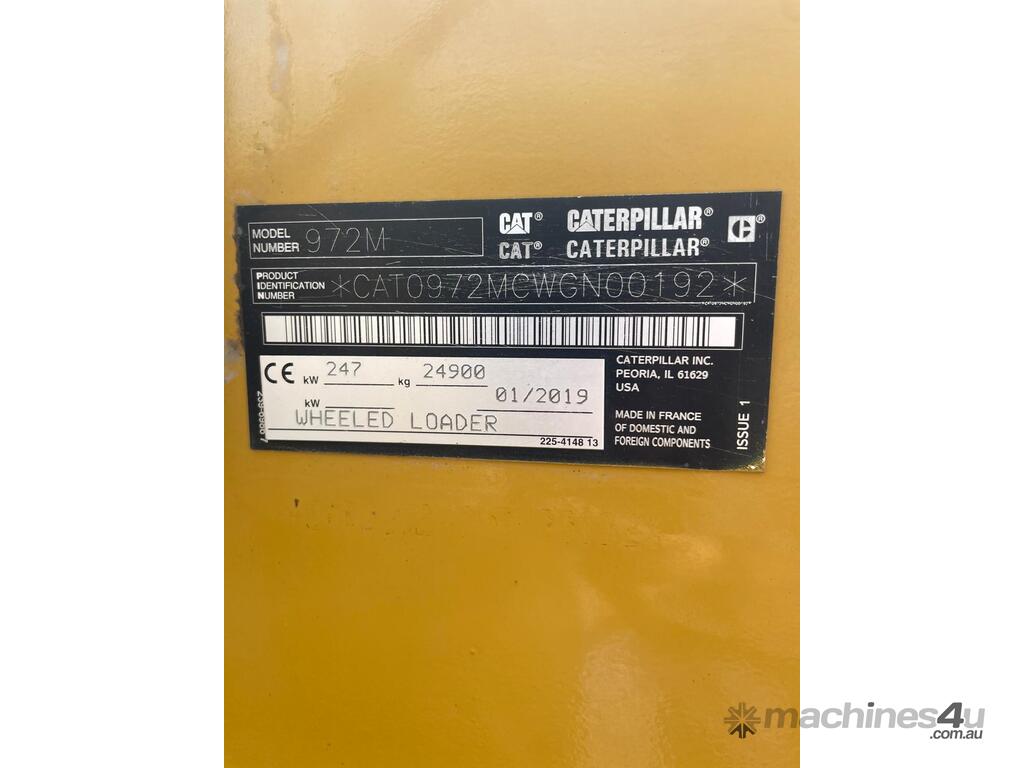 MODEL
NUMBER 972M
CAT® CATERPILLAR® ®
CAT® CATERPILLAR®
PRODUCT
IDENTIFICATION
NUMBER
*CAT0972MCWGN00192*
*CAT0972MCWGN00192*
CE kW 247 kg 24900
kW 01/2019
WHEELED LOADER
225-4148 13
CATERPILLAR INC.
PEORIA, IL 61629
USA
MADE IN FRANCE
OF DOMESTIC AND
FOREIGN COMPONENTS
ISSUE 1
machines4u
.com.au